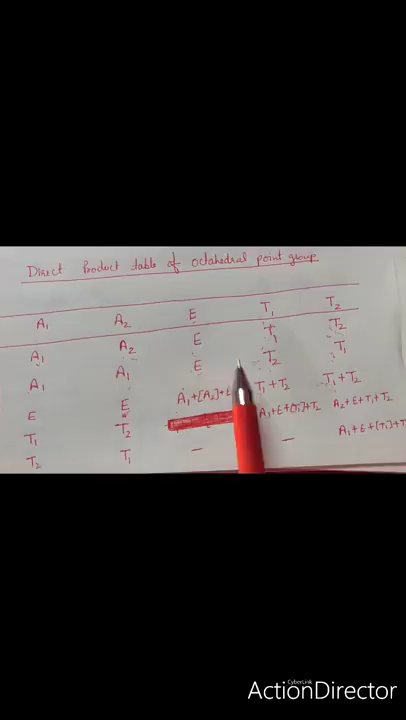 Direct Product table of octahedral point group
A1 A2 E T1 T2
A1 A2 E T1 T2
A1 A1 E T2 T1
E E A1+[A2]+E T1+T2 T1+T2
T1 T2 A1+E+[T1]+T2 A2+E+T1+T2
T2 T1 — — A1+E+[T1]+T
CyberLink
ActionDirector